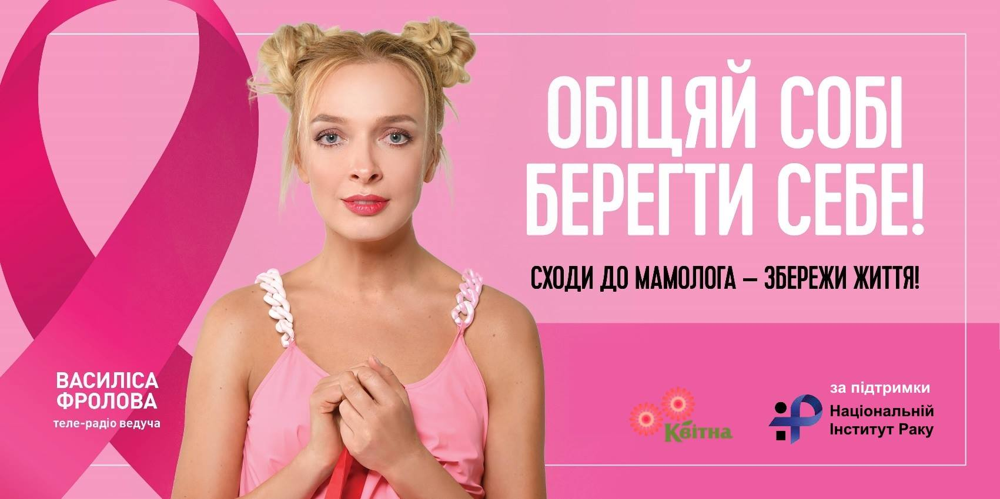 ОБІЦЯЙ СОБІ
БЕРЕГТИ СЕБЕ!
СХОДИ ДО МАМОЛОГА – ЗБЕРЕЖИ ЖИТТЯ!
ВАСИЛІСА
ФРОЛОВА
теле-радіо ведуча
Квітна
за підтримки
Національній
Інститут Раку